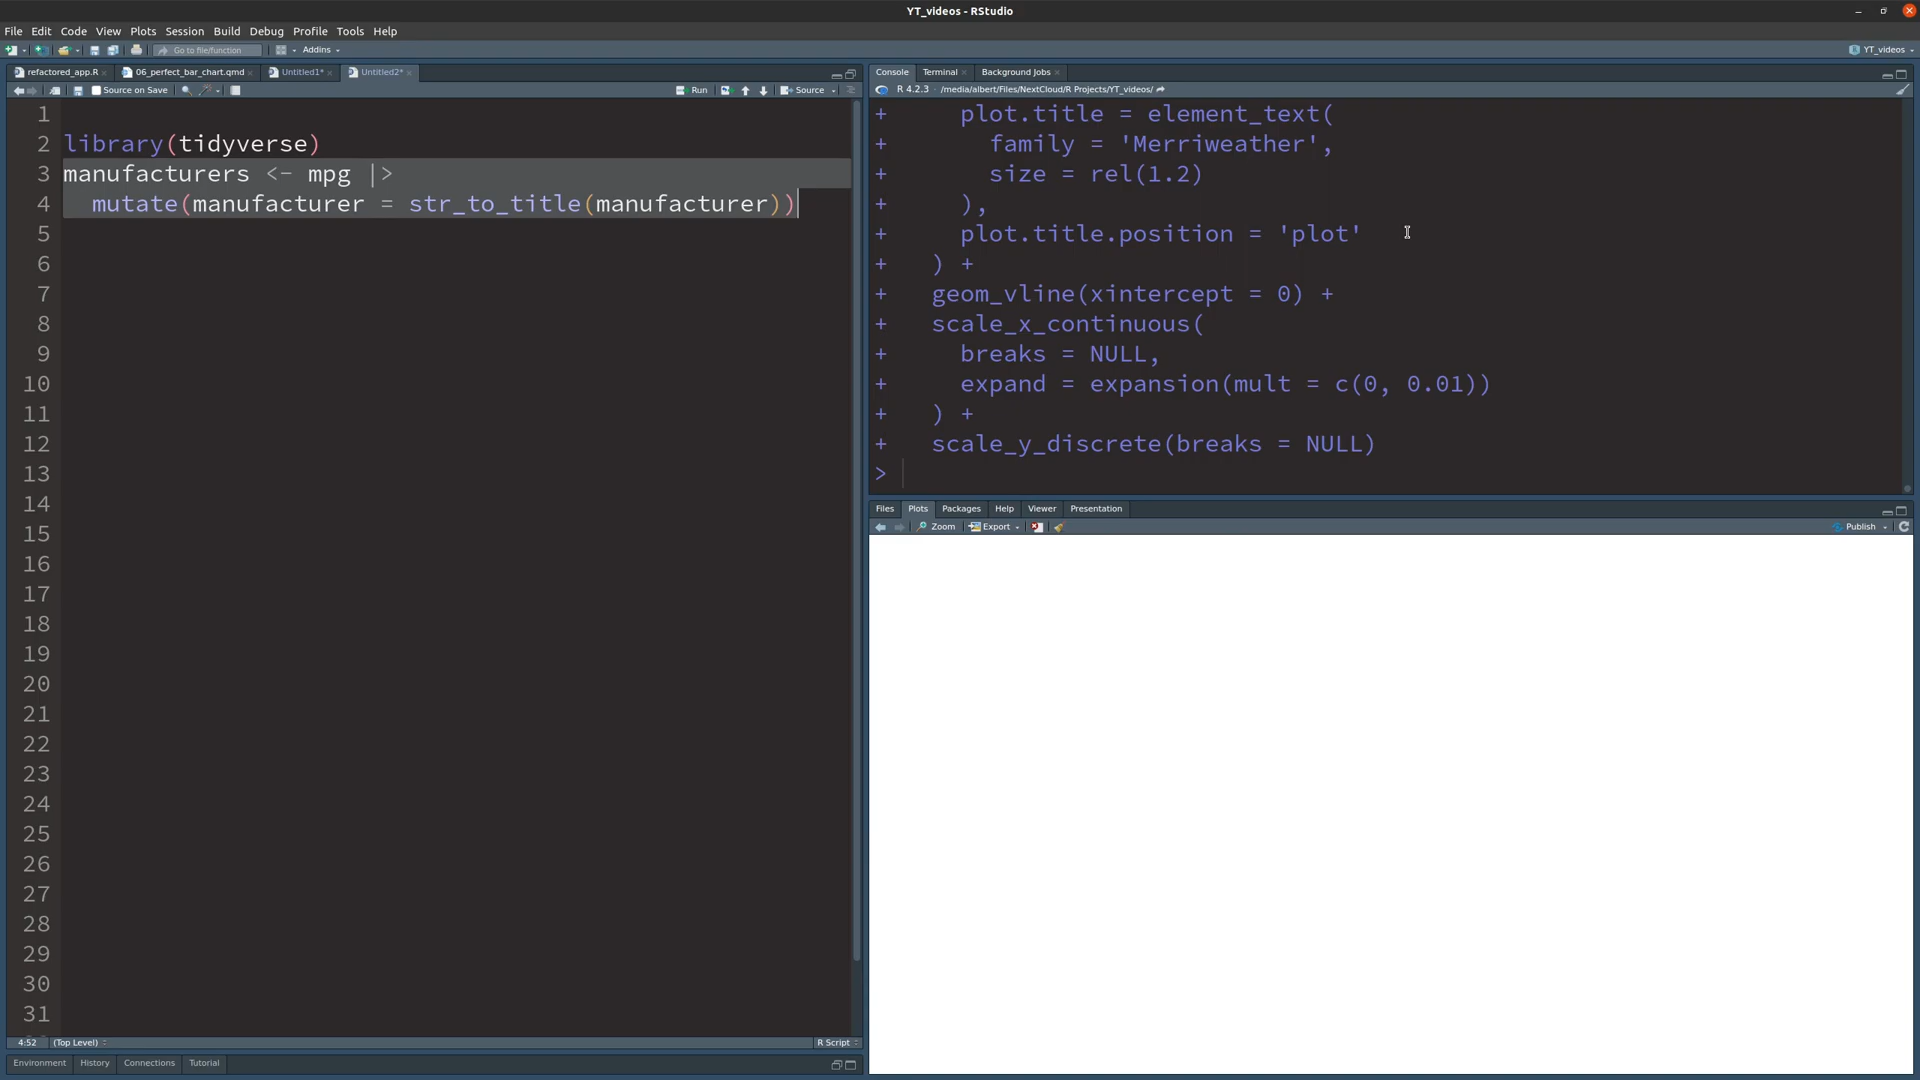 YT_videos - RStudio
File Edit Code View Plots Session Build Debug Profile Tools Help
Go to file/function Addins YT_videos
refactored_app.R 06_perfect_bar_chart.qmd Untitled1* Untitled2*
Source on Save Run Source
1
2 library(tidyverse)
3 manufacturers <- mpg |>
4 mutate(manufacturer = str_to_title(manufacturer))
5
6
7
8
9
10
11
12
13
14
15
16
17
18
19
20
21
22
23
24
25
26
27
28
29
30
31
4:52 (Top Level) R Script
Environment History Connections Tutorial
Console Terminal Background Jobs
R 4.2.3 · /media/albert/Files/NextCloud/R Projects/YT_videos/
+ plot.title = element_text(
+ family = 'Merriweather',
+ size = rel(1.2)
+ ),
+ plot.title.position = 'plot'
+ ) +
+ geom_vline(xintercept = 0) +
+ scale_x_continuous(
+ breaks = NULL,
+ expand = expansion(mult = c(0, 0.01))
+ ) +
+ scale_y_discrete(breaks = NULL)
>
Files Plots Packages Help Viewer Presentation
Zoom Export Publish